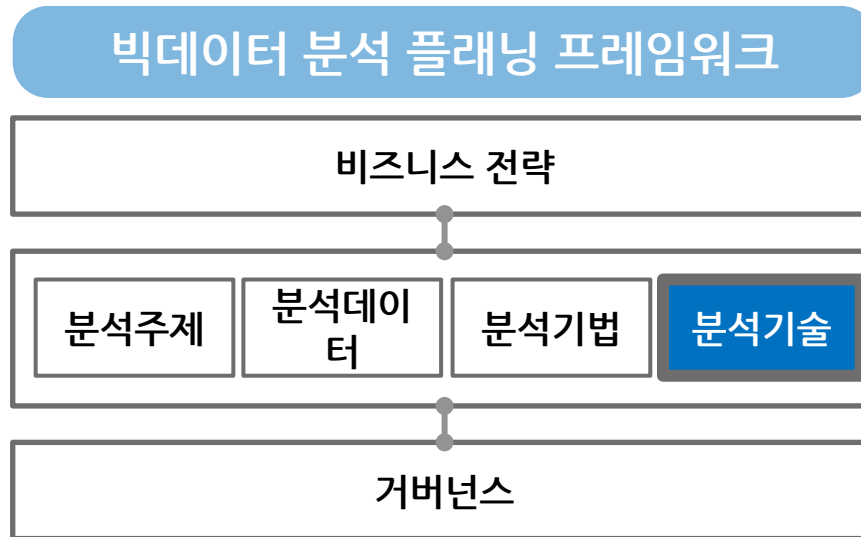 빅데이터 분석 플래닝 프레임워크
비즈니스 전략
분석주제
분석데이
터
분석기법
분석기술
거버넌스